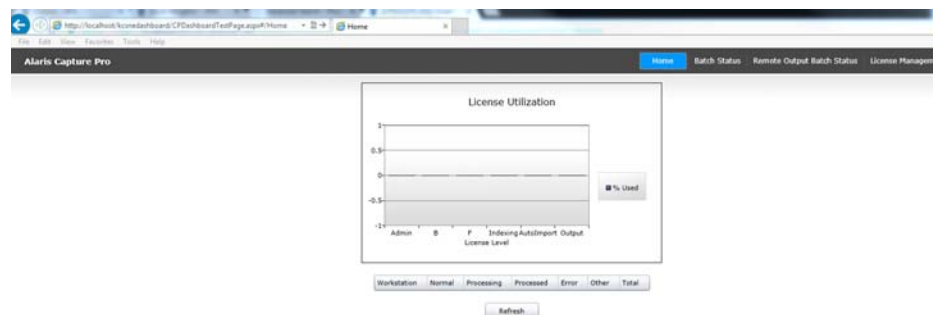 http://localhost/kcsnedashboard/CPDashboardTestPage.aspx#/Home
Home
File Edit View Favorites Tools Help
Alaris Capture Pro
Home Batch Status Remote Output Batch Status License Managem
License Utilization
1
0.5
0
-0.5
-1
% Used
Admin B F Indexing AutoImport Output
License Level
Workstation Normal Processing Processed Error Other Total
Refresh